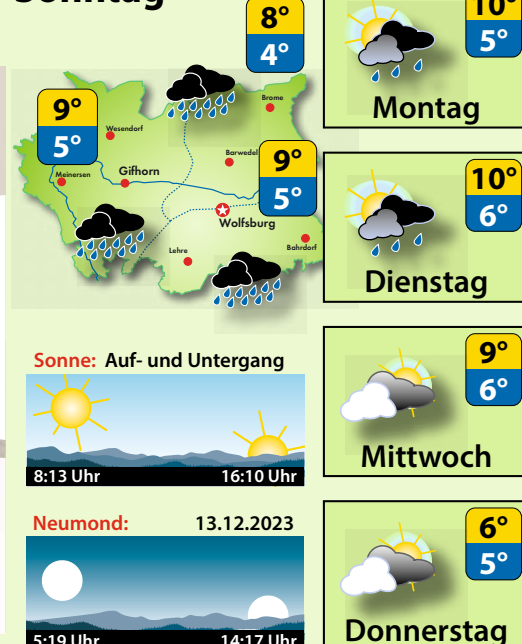 Sonntag
8°
4°
9°
5°
9°
5°
Brome
Wesendorf
Barwedel
Meinersen
Gifhorn
Wolfsburg
Lehre
Bahrdorf
10°
5°
Montag
10°
6°
Dienstag
9°
6°
Mittwoch
6°
5°
Donnerstag
Sonne: Auf- und Untergang
8:13 Uhr 16:10 Uhr
Neumond: 13.12.2023
5:19 Uhr 14:17 Uhr